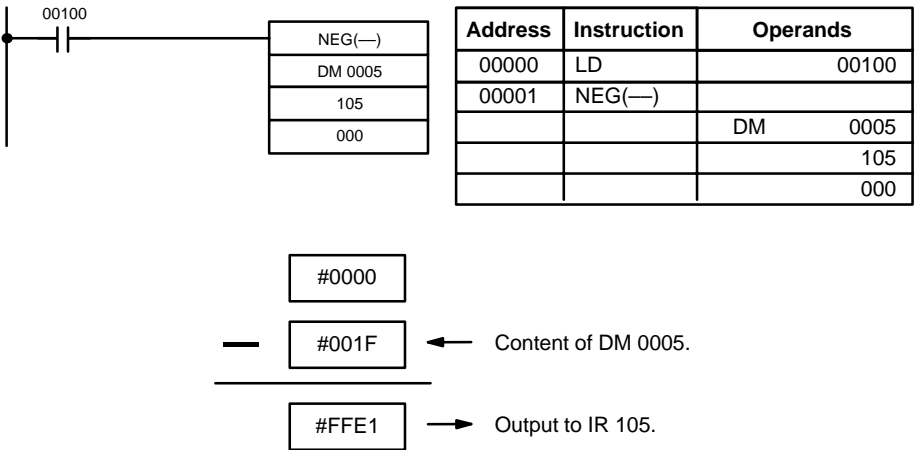 00100
NEG(––)
DM 0005
105
000
Address Instruction Operands
00000 LD 00100
00001 NEG(––)
DM 0005
105
000
#0000
– #001F Content of DM 0005.
#FFE1 Output to IR 105.